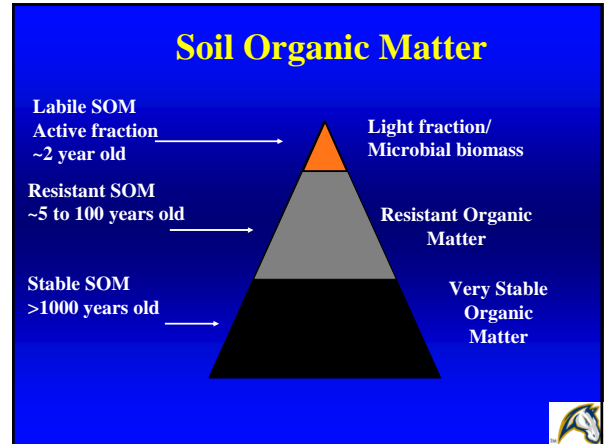 Soil Organic Matter
Labile SOM
Active fraction
~2 year old
Light fraction/
Microbial biomass
Resistant SOM
~5 to 100 years old
Resistant Organic
Matter
Stable SOM
>1000 years old
Very Stable
Organic
Matter